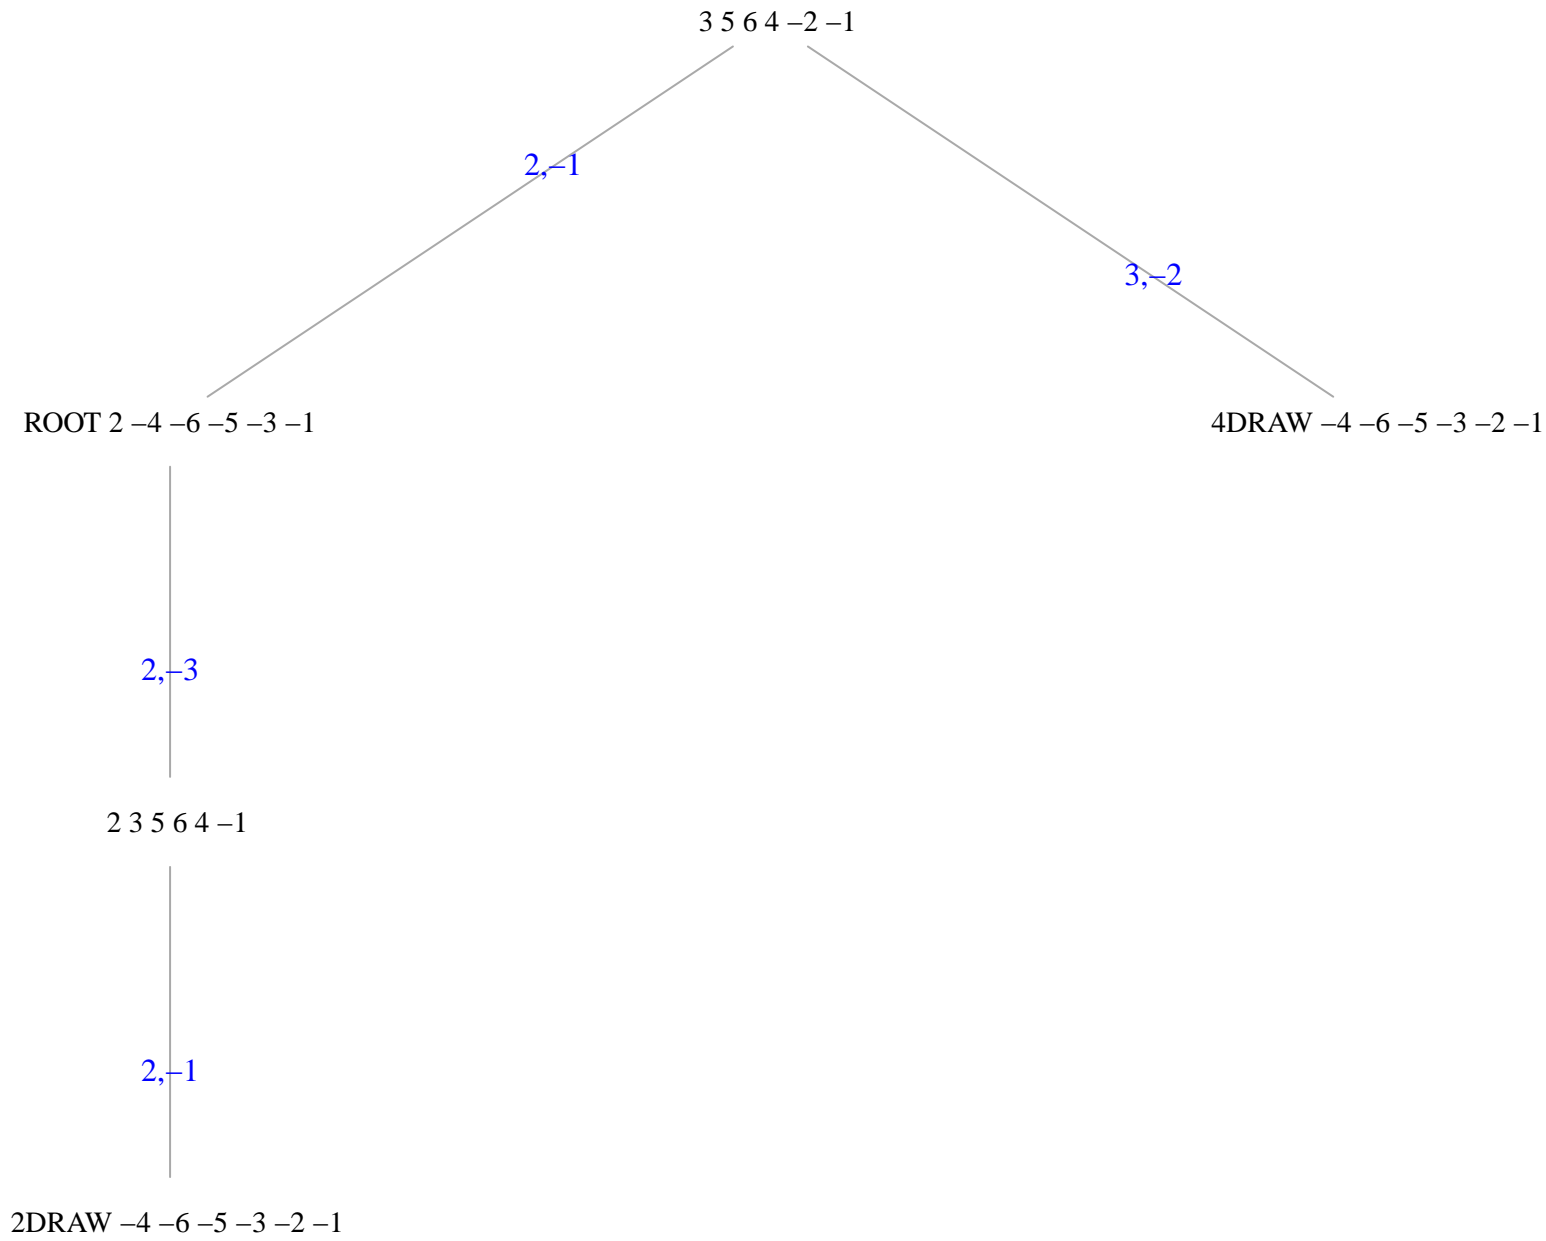 3 5 6 4 –2 –1
2,–1
3,–2
ROOT 2 –4 –6 –5 –3 –1
4DRAW –4 –6 –5 –3 –2 –1
2,–3
2 3 5 6 4 –1
2,–1
2DRAW –4 –6 –5 –3 –2 –1